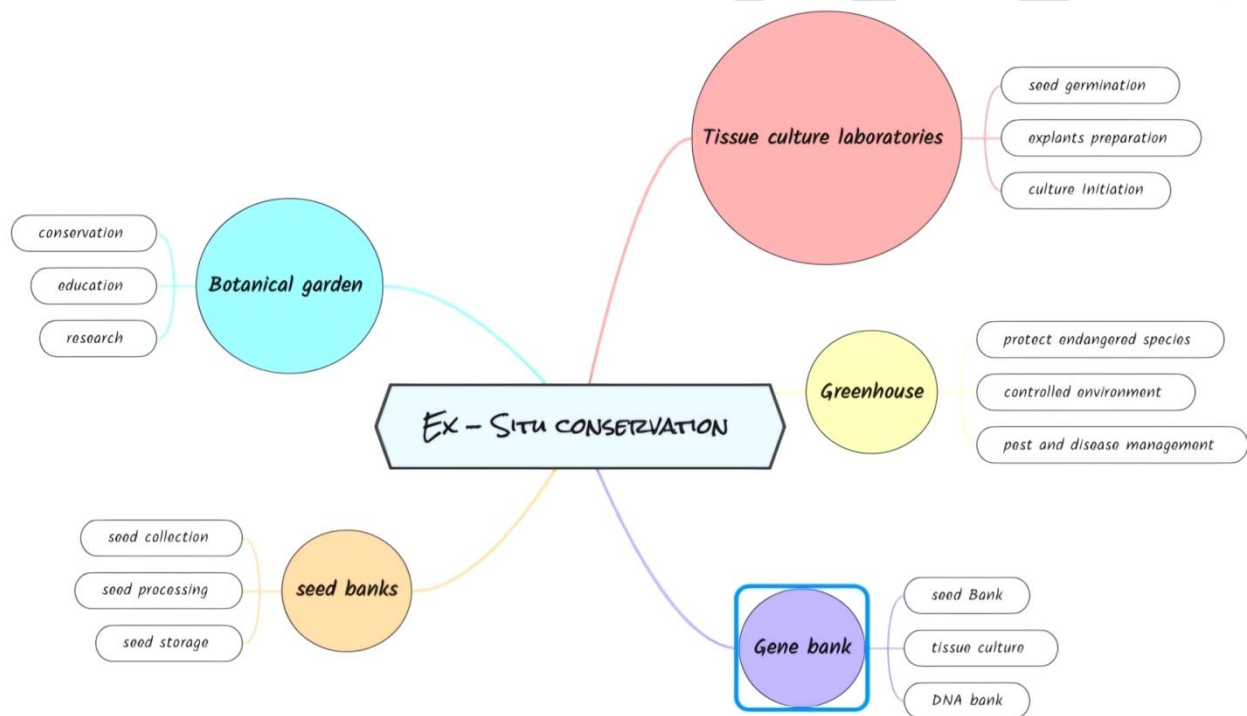 Ex - Situ conservation
Tissue culture laboratories
seed germination
explants preparation
culture Initiation
Greenhouse
protect endangered species
controlled environment
pest and disease management
Gene bank
seed Bank
tissue culture
DNA bank
Botanical garden
conservation
education
research
seed banks
seed collection
seed processing
seed storage